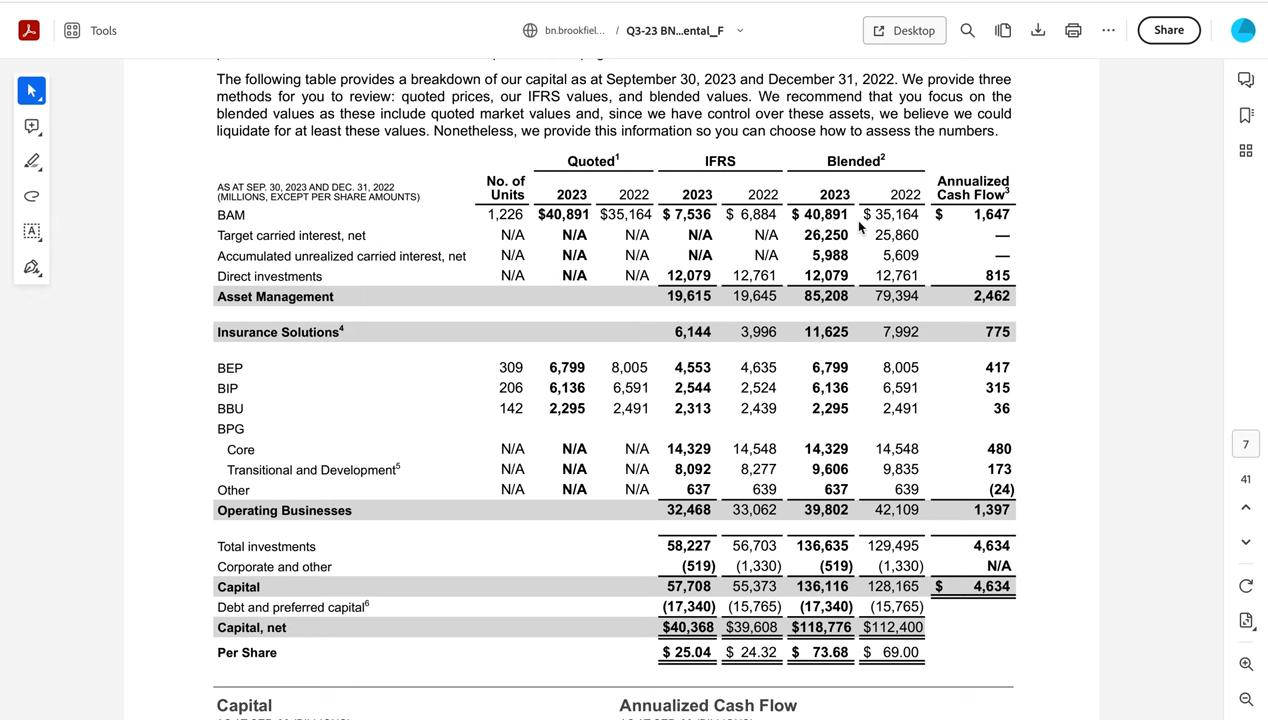 Tools
bn.brookfiel... / Q3-23 BN...ental_F
Desktop
Share
The following table provides a breakdown of our capital as at September 30, 2023 and December 31, 2022. We provide three
methods for you to review: quoted prices, our IFRS values, and blended values. We recommend that you focus on the
blended values as these include quoted market values and, since we have control over these assets, we believe we could
liquidate for at least these values. Nonetheless, we provide this information so you can choose how to assess the numbers.
Quoted1 IFRS Blended2
AS AT SEP. 30, 2023 AND DEC. 31, 2022
(MILLIONS, EXCEPT PER SHARE AMOUNTS)
No. of
Units
2023 2022 2023 2022 2023 2022
Annualized
Cash Flow3
BAM 1,226 $40,891 $35,164 $ 7,536 $ 6,884 $ 40,891 $ 35,164 $ 1,647
Target carried interest, net N/A N/A N/A N/A N/A 26,250 25,860 —
Accumulated unrealized carried interest, net N/A N/A N/A N/A N/A 5,988 5,609 —
Direct investments N/A N/A N/A 12,079 12,761 12,079 12,761 815
Asset Management 19,615 19,645 85,208 79,394 2,462
Insurance Solutions4 6,144 3,996 11,625 7,992 775
BEP 309 6,799 8,005 4,553 4,635 6,799 8,005 417
BIP 206 6,136 6,591 2,544 2,524 6,136 6,591 315
BBU 142 2,295 2,491 2,313 2,439 2,295 2,491 36
BPG
Core N/A N/A N/A 14,329 14,548 14,329 14,548 480
Transitional and Development5 N/A N/A N/A 8,092 8,277 9,606 9,835 173
Other N/A N/A N/A 637 639 637 639 (24)
Operating Businesses 32,468 33,062 39,802 42,109 1,397
Total investments 58,227 56,703 136,635 129,495 4,634
Corporate and other (519) (1,330) (519) (1,330) N/A
Capital 57,708 55,373 136,116 128,165 $ 4,634
Debt and preferred capital6 (17,340) (15,765) (17,340) (15,765)
Capital, net $40,368 $39,608 $118,776 $112,400
Per Share $ 25.04 $ 24.32 $ 73.68 $ 69.00
Capital Annualized Cash Flow
7
41